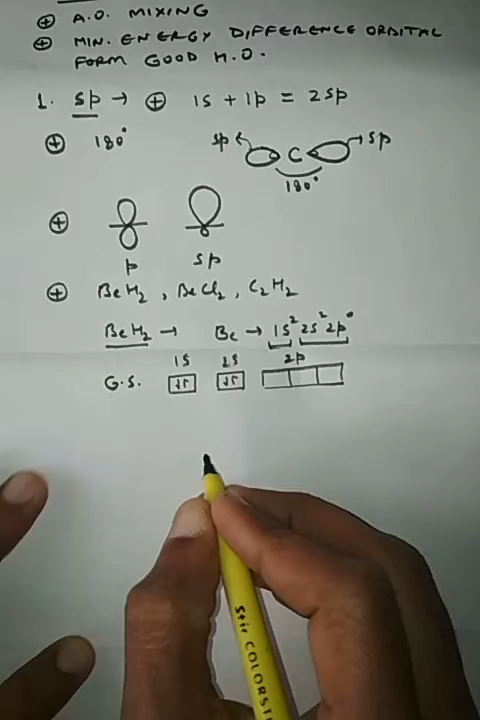 ⊕ A.O. MIXING
⊕ MIN. ENERGY DIFFERENCE ORBITAL
FORM GOOD H.O.
1. sp → ⊕ 1s + 1p = 2sp
⊕ 180°
sp C sp
180°
⊕
p sp
⊕ BeH₂, BeCl₂, C₂H₂
BeH₂ → Be → 1s² 2s² 2p⁰
1s 2s 2p
G.S. ⇃↾ ⇃↾
Stic COLORST